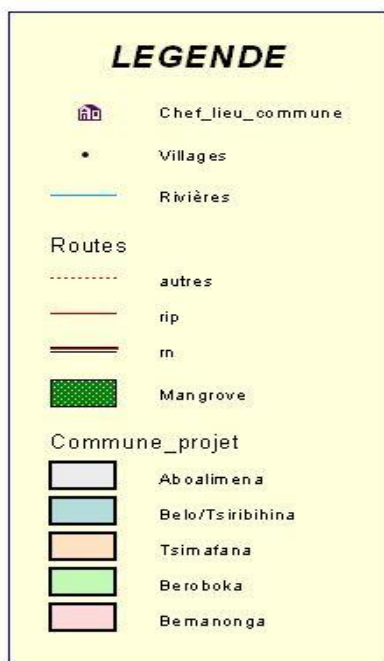 LEGENDE
Chef_lieu_commune
Villages
Rivières
Routes
autres
rip
rn
Mangrove
Commune_projet
Aboalimena
Belo/Tsiribihina
Tsimafana
Beroboka
Bemanonga